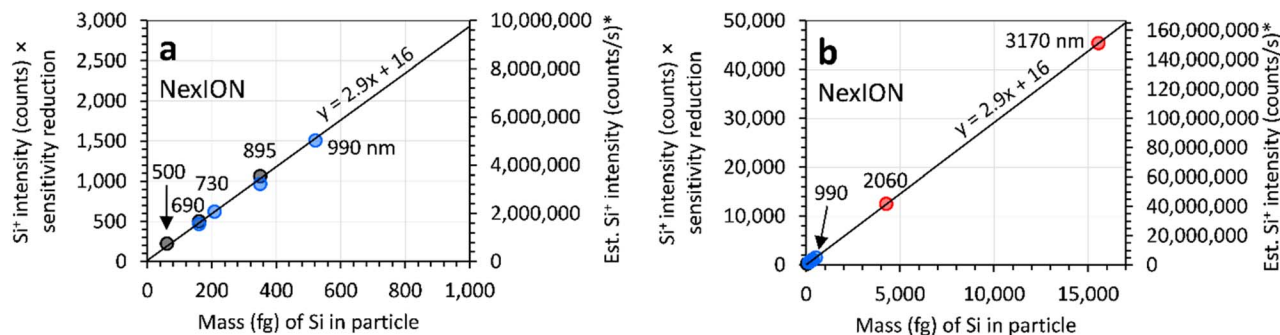 Si⁺ intensity (counts) ×
sensitivity reduction
3,000
2,500
2,000
1,500
1,000
500
0
a
NexION
y = 2.9x + 16
500
690
730
895
990 nm
0
200
400
600
800
1,000
Mass (fg) of Si in particle
10,000,000
8,000,000
6,000,000
4,000,000
2,000,000
0
Est. Si⁺ intensity (counts/s)*
Si⁺ intensity (counts) ×
sensitivity reduction
50,000
40,000
30,000
20,000
10,000
0
b
NexION
3170 nm
y = 2.9x + 16
2060
990
0
5,000
10,000
15,000
Mass (fg) of Si in particle
160,000,000
140,000,000
120,000,000
100,000,000
80,000,000
60,000,000
40,000,000
20,000,000
0
Est. Si⁺ intensity (counts/s)*